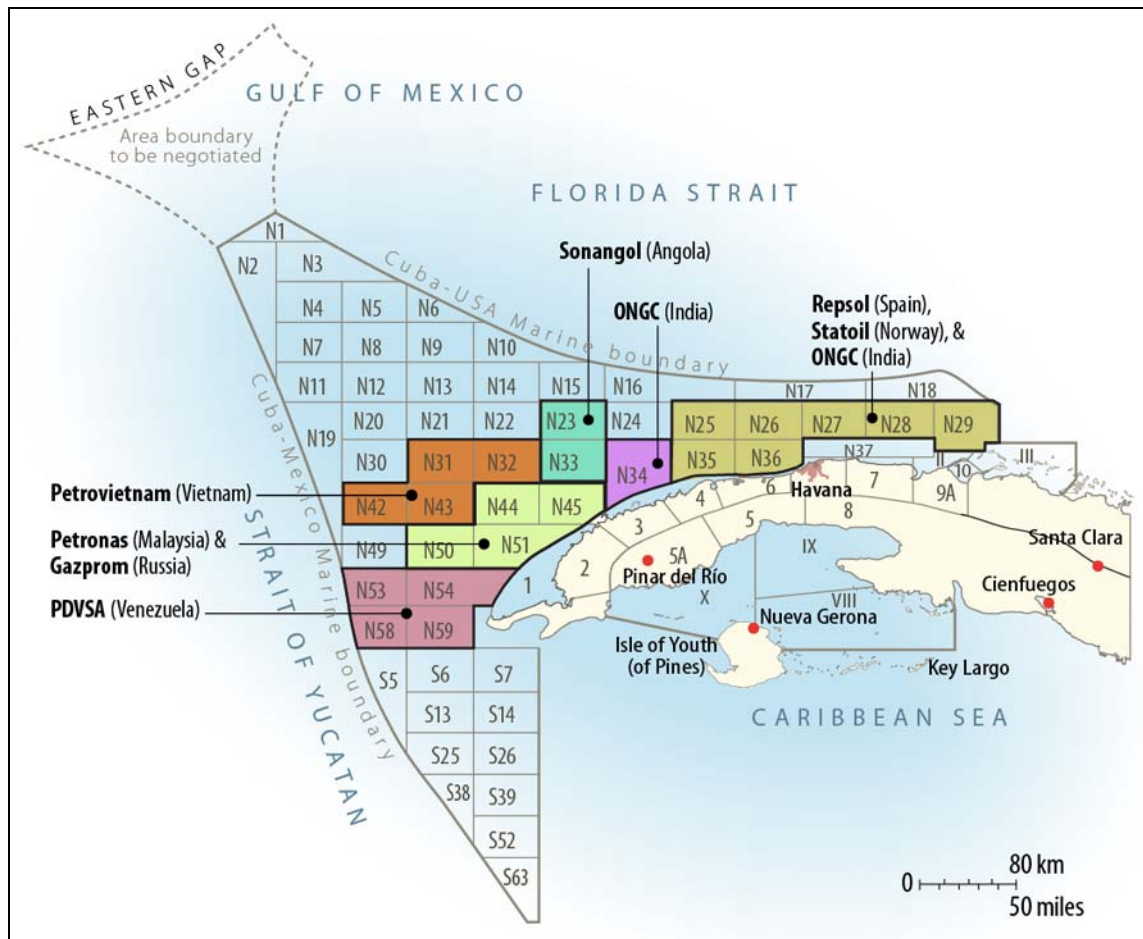 EASTERN GAP
GULF OF MEXICO
Area boundary
to be negotiated
FLORIDA STRAIT
N1
N2
N3
Cuba-USA Marine boundary
Sonangol (Angola)
ONGC (India)
Repsol (Spain),
Statoil (Norway), &
ONGC (India)
N4 N5 N6
N7 N8 N9 N10
N11 N12 N13 N14 N15 N16 N17 N18
N19 N20 N21 N22 N23 N24 N25 N26 N27 N28 N29
N30 N31 N32 N33 N34 N35 N36 N37
II 10 III
Petrovietnam (Vietnam)
N42 N43 N44 N45
Havana
4 6 7 9A
3 5 8
Petronas (Malaysia) &
Gazprom (Russia)
N49 N50 N51
Cuba-Mexico Marine boundary
STRAIT OF YUCATAN
1 2 5A IX
Santa Clara
Pinar del Río
Cienfuegos
PDVSA (Venezuela)
N53 N54
X VIII
N58 N59
Nueva Gerona
Isle of Youth
(of Pines)
Key Largo
CARIBBEAN SEA
S5 S6 S7
S13 S14
S25 S26
S38 S39
S52
S63
80 km
0
50 miles